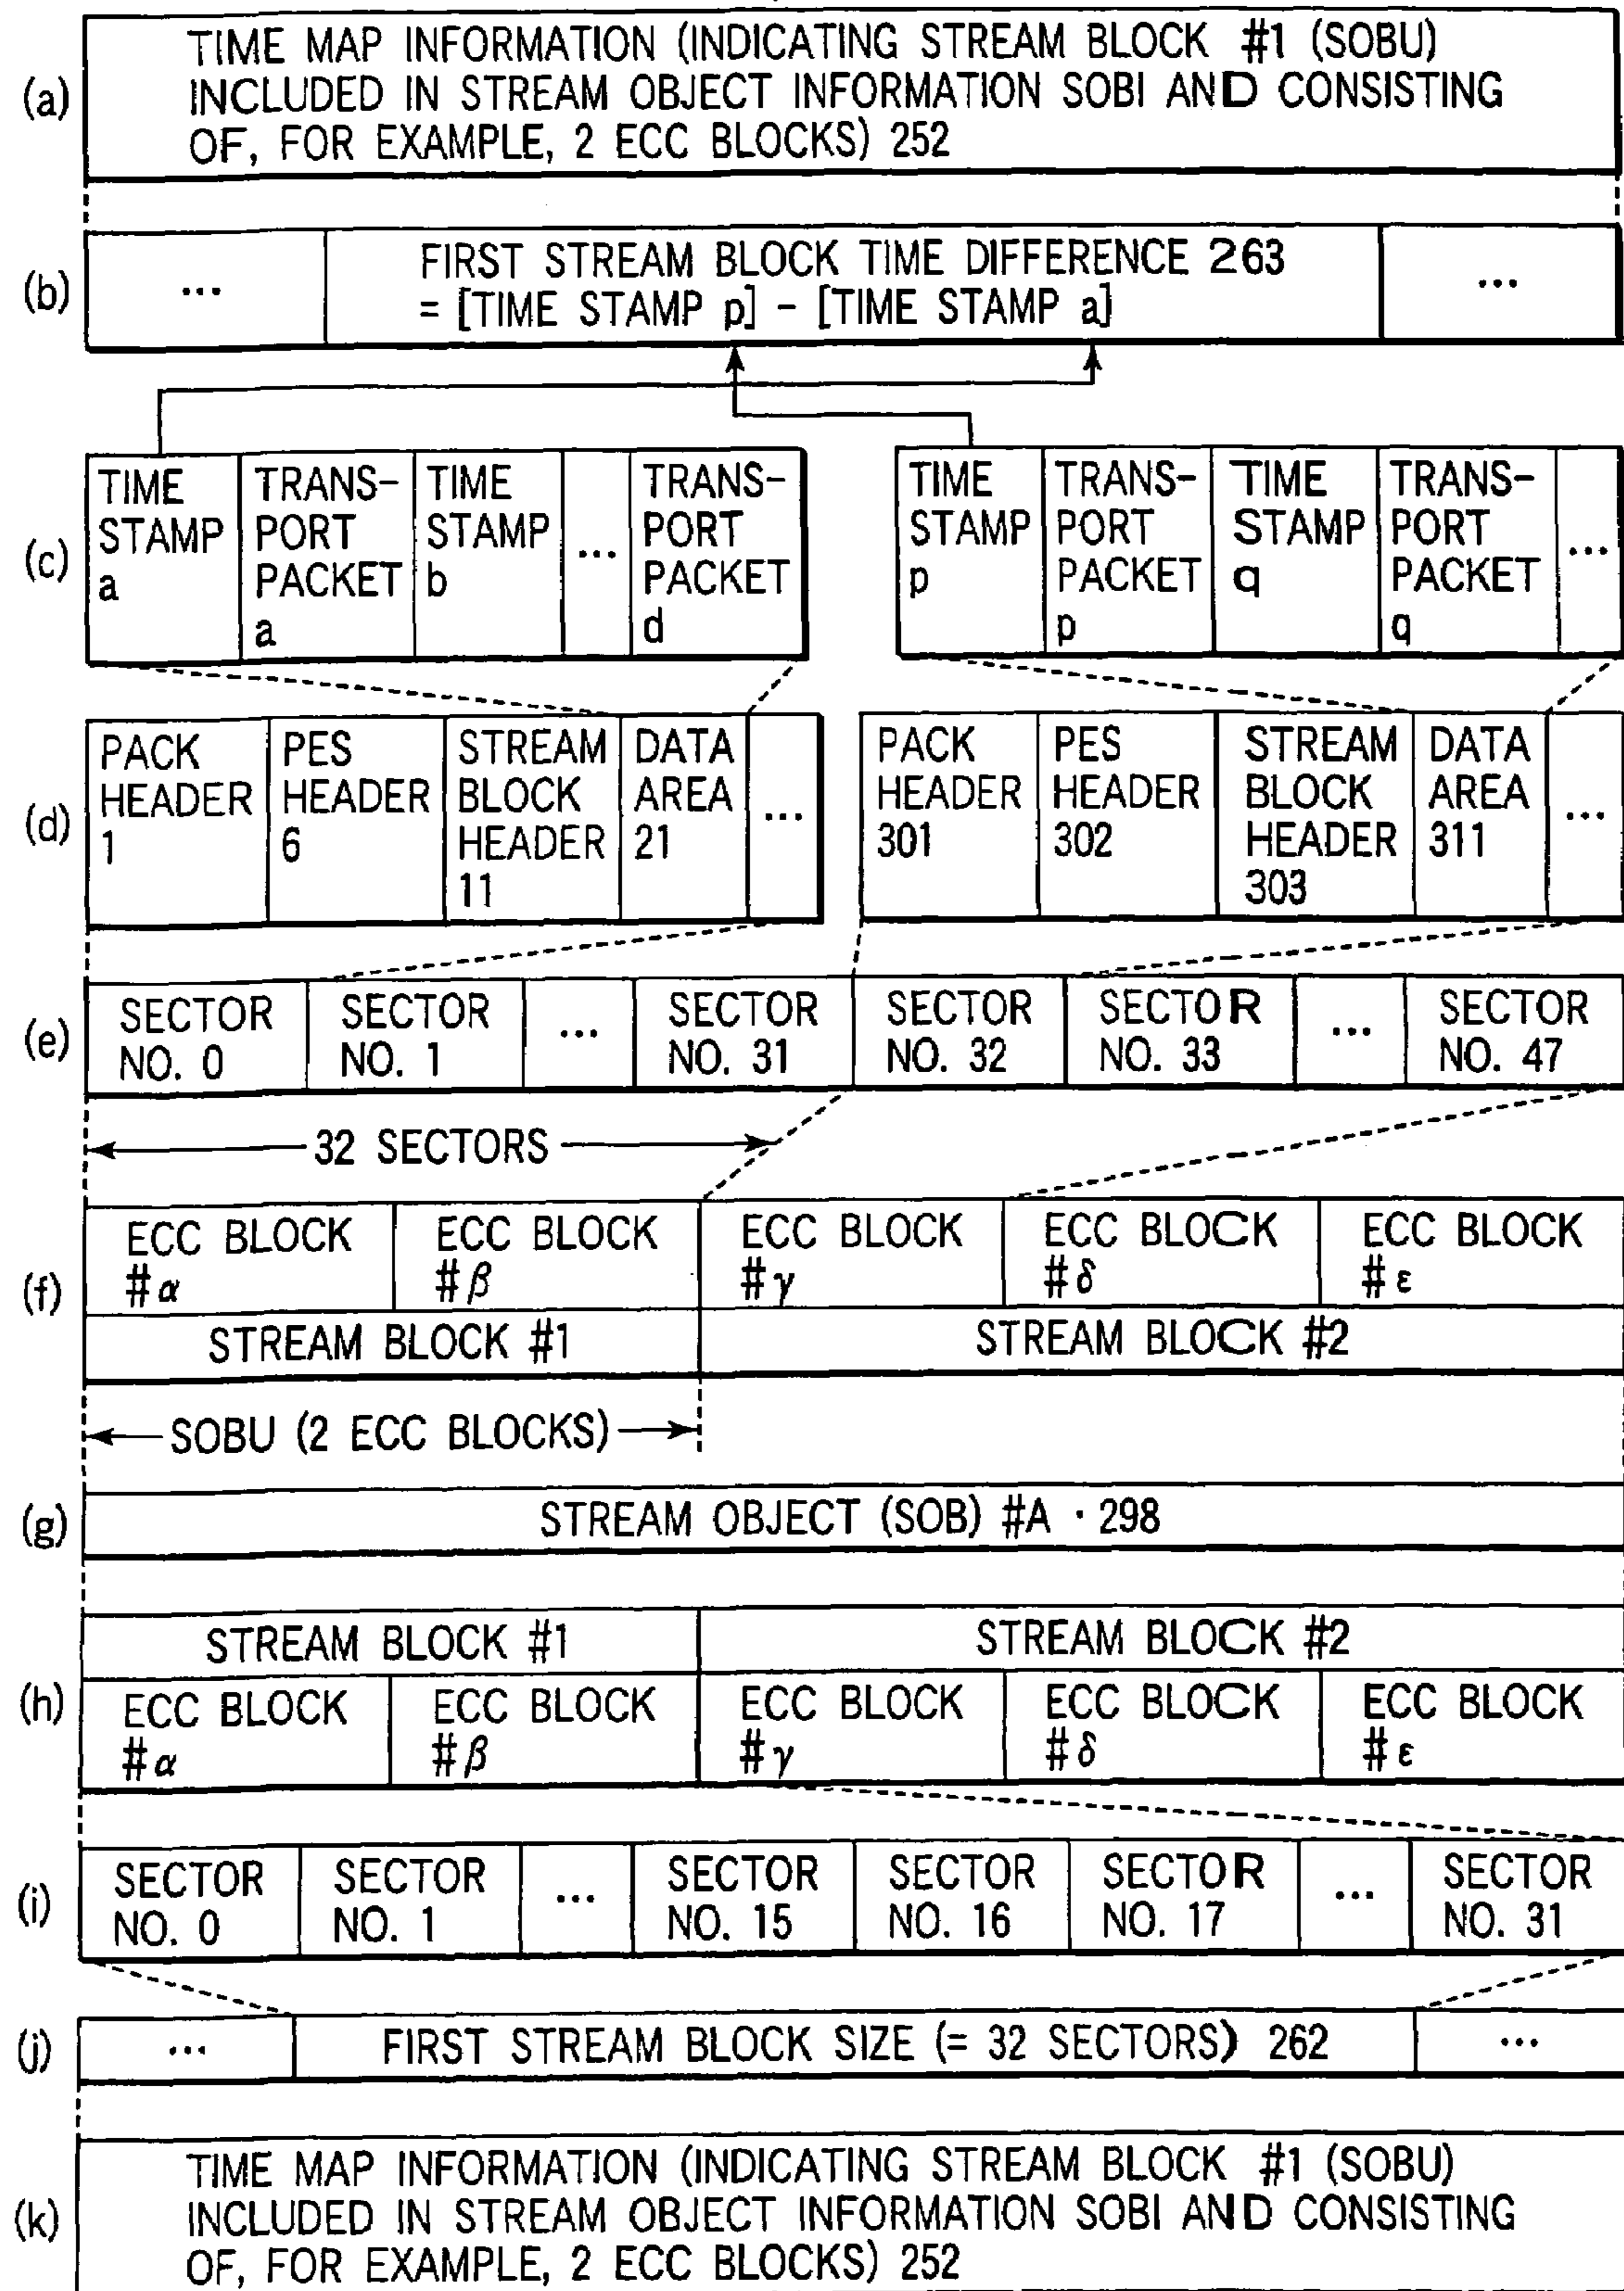 (a)
TIME MAP INFORMATION (INDICATING STREAM BLOCK #1 (SOBU)
INCLUDED IN STREAM OBJECT INFORMATION SOBI AND CONSISTING
OF, FOR EXAMPLE, 2 ECC BLOCKS) 252
(b)
...
FIRST STREAM BLOCK TIME DIFFERENCE 263
= [TIME STAMP p] - [TIME STAMP a]
...
(c)
TIME
STAMP
a
TRANS-
PORT
PACKET
a
TIME
STAMP
b
...
TRANS-
PORT
PACKET
d
TIME
STAMP
p
TRANS-
PORT
PACKET
p
TIME
STAMP
q
TRANS-
PORT
PACKET
q
...
(d)
PACK
HEADER
1
PES
HEADER
6
STREAM
BLOCK
HEADER
11
DATA
AREA
21
...
PACK
HEADER
301
PES
HEADER
302
STREAM
BLOCK
HEADER
303
DATA
AREA
311
...
(e)
SECTOR
NO. 0
SECTOR
NO. 1
...
SECTOR
NO. 31
SECTOR
NO. 32
SECTOR
NO. 33
...
SECTOR
NO. 47
32 SECTORS
(f)
ECC BLOCK
#α
ECC BLOCK
#β
ECC BLOCK
#γ
ECC BLOCK
#δ
ECC BLOCK
#ε
STREAM BLOCK #1
STREAM BLOCK #2
SOBU (2 ECC BLOCKS)
(g)
STREAM OBJECT (SOB) #A · 298
(h)
STREAM BLOCK #1
STREAM BLOCK #2
ECC BLOCK
#α
ECC BLOCK
#β
ECC BLOCK
#γ
ECC BLOCK
#δ
ECC BLOCK
#ε
(i)
SECTOR
NO. 0
SECTOR
NO. 1
...
SECTOR
NO. 15
SECTOR
NO. 16
SECTOR
NO. 17
...
SECTOR
NO. 31
(j)
...
FIRST STREAM BLOCK SIZE (= 32 SECTORS) 262
...
(k)
TIME MAP INFORMATION (INDICATING STREAM BLOCK #1 (SOBU)
INCLUDED IN STREAM OBJECT INFORMATION SOBI AND CONSISTING
OF, FOR EXAMPLE, 2 ECC BLOCKS) 252